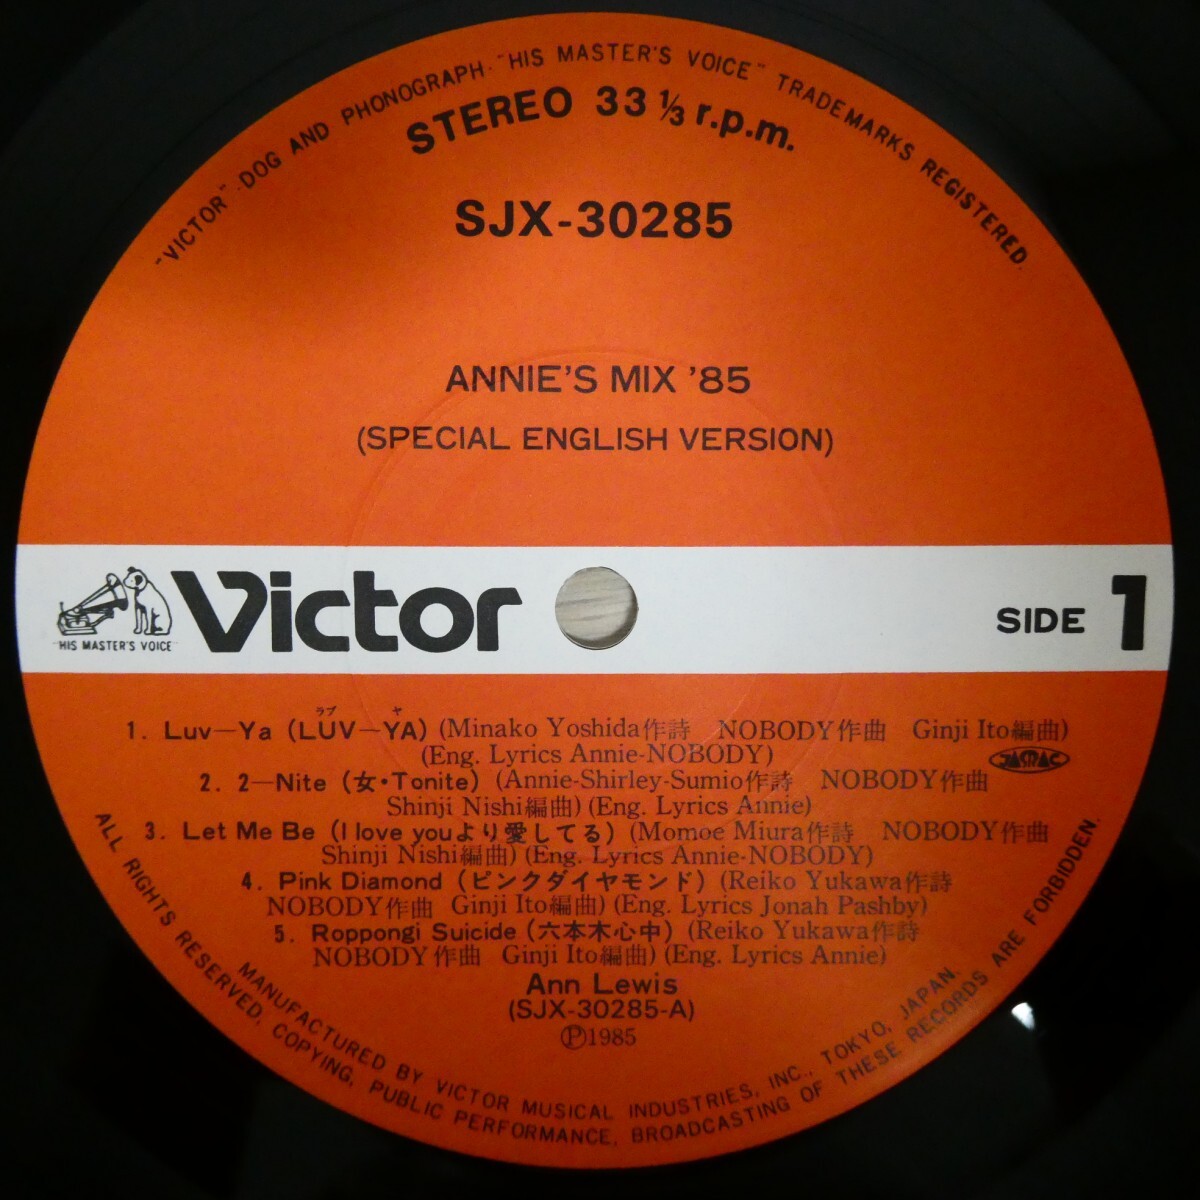 "VICTOR" - DOG AND PHONOGRAPH - "HIS MASTER'S VOICE" TRADEMARKS REGISTERED.
STEREO 33 ⅓ r.p.m.
SJX-30285
ANNIE'S MIX '85
(SPECIAL ENGLISH VERSION)
"HIS MASTER'S VOICE"
Victor
SIDE 1
ラブ ヤ
1. Luv—Ya (LUV—YA) (Minako Yoshida作詩 NOBODY作曲 Ginji Ito編曲)
(Eng. Lyrics Annie-NOBODY) JASRAC
2. 2—Nite (女・Tonite) (Annie-Shirley-Sumio作詩 NOBODY作曲
Shinji Nishi編曲) (Eng. Lyrics Annie)
3. Let Me Be (I love youより愛してる) (Momoe Miura作詩 NOBODY作曲
Shinji Nishi編曲) (Eng. Lyrics Annie-NOBODY)
4. Pink Diamond (ピンクダイヤモンド) (Reiko Yukawa作詩
NOBODY作曲 Ginji Ito編曲) (Eng. Lyrics Jonah Pashby)
5. Roppongi Suicide (六本木心中) (Reiko Yukawa作詩
NOBODY作曲 Ginji Ito編曲) (Eng. Lyrics Annie)
Ann Lewis
(SJX-30285-A)
Ⓟ1985
MANUFACTURED BY VICTOR MUSICAL INDUSTRIES, INC., TOKYO, JAPAN.
ALL RIGHTS RESERVED, COPYING, PUBLIC PERFORMANCE, BROADCASTING OF THESE RECORDS ARE FORBIDDEN.